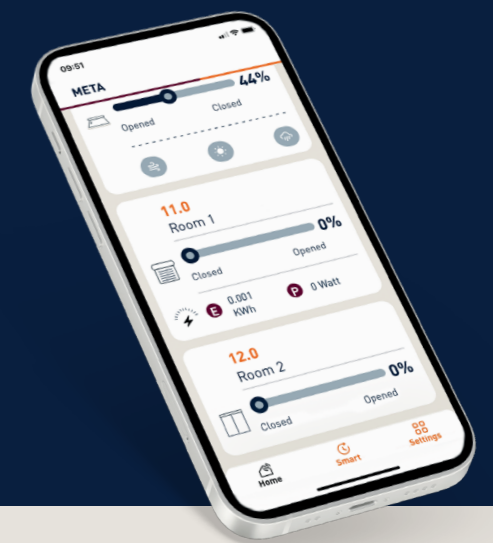 09:51
META
44%
Opened
Closed
11.0
Room 1
0%
Closed
Opened
E
0.001
KWh
P
0 Watt
12.0
Room 2
0%
Closed
Opened
Home
Smart
Settings